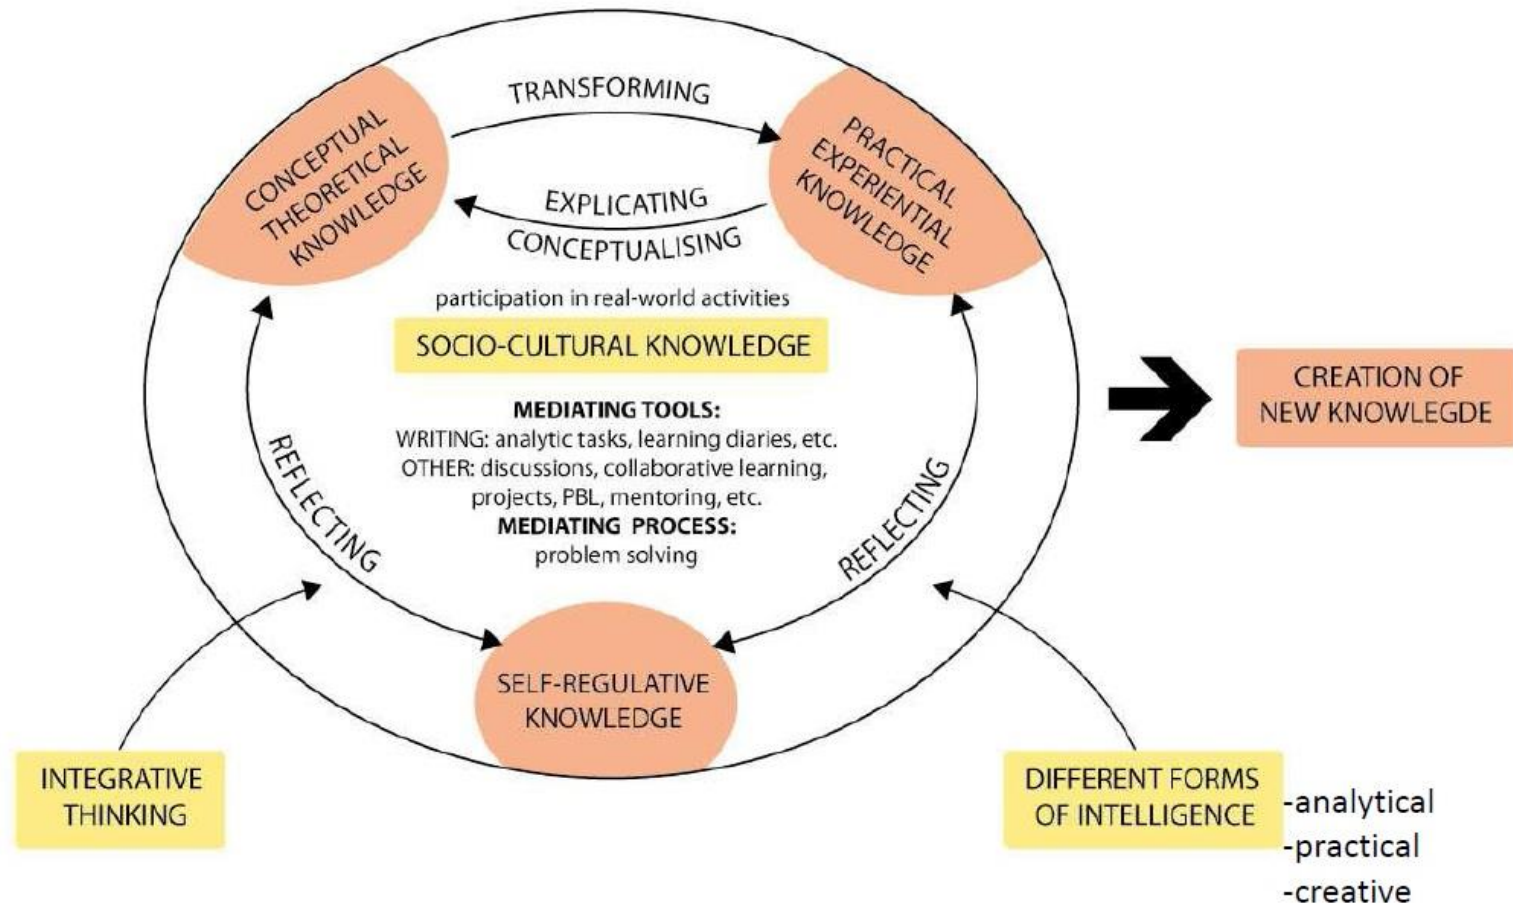 TRANSFORMING
CONCEPTUAL
THEORETICAL
KNOWLEDGE
PRACTICAL
EXPERIENTIAL
KNOWLEDGE
EXPLICATING
CONCEPTUALISING
participation in real-world activities
SOCIO-CULTURAL KNOWLEDGE
MEDIATING TOOLS:
WRITING: analytic tasks, learning diaries, etc.
OTHER: discussions, collaborative learning,
projects, PBL, mentoring, etc.
MEDIATING PROCESS:
problem solving
REFLECTING
REFLECTING
CREATION OF
NEW KNOWLEGDE
SELF-REGULATIVE
KNOWLEDGE
INTEGRATIVE
THINKING
DIFFERENT FORMS
OF INTELLIGENCE
-analytical
-practical
-creative